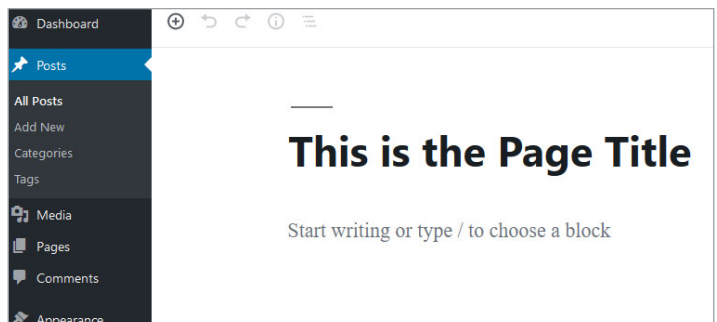 Dashboard
Posts
All Posts
Add New
Categories
Tags
Media
Pages
Comments
Appearance
This is the Page Title
Start writing or type / to choose a block